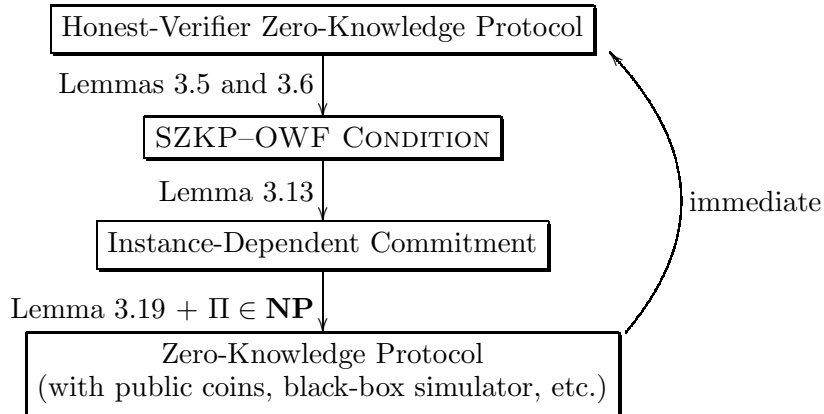 Honest-Verifier Zero-Knowledge Protocol
Lemmas 3.5 and 3.6
SZKP–OWF CONDITION
Lemma 3.13
immediate
Instance-Dependent Commitment
Lemma 3.19 + Π ∈ NP
Zero-Knowledge Protocol
(with public coins, black-box simulator, etc.)